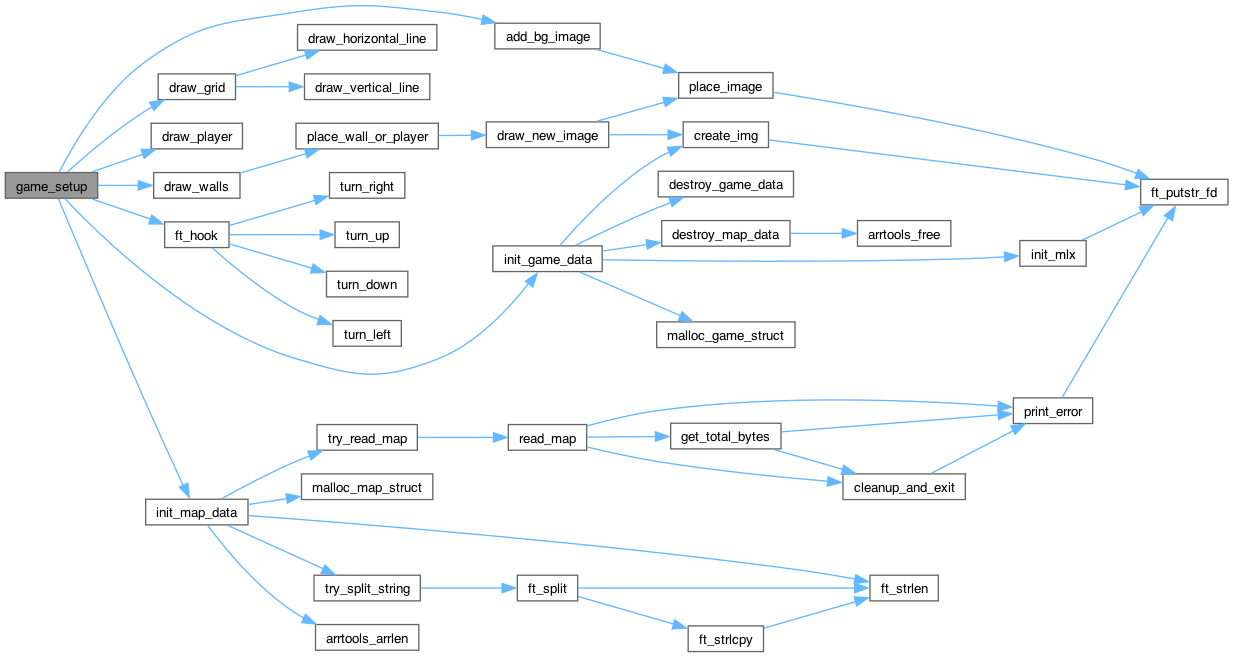 game_setup
draw_grid
draw_player
draw_walls
ft_hook
init_map_data
draw_horizontal_line
draw_vertical_line
place_wall_or_player
turn_right
turn_up
turn_down
turn_left
try_read_map
malloc_map_struct
try_split_string
arrtools_arrlen
add_bg_image
draw_new_image
init_game_data
read_map
ft_split
place_image
create_img
destroy_game_data
destroy_map_data
malloc_game_struct
get_total_bytes
ft_strlcpy
arrtools_free
cleanup_and_exit
ft_strlen
init_mlx
print_error
ft_putstr_fd